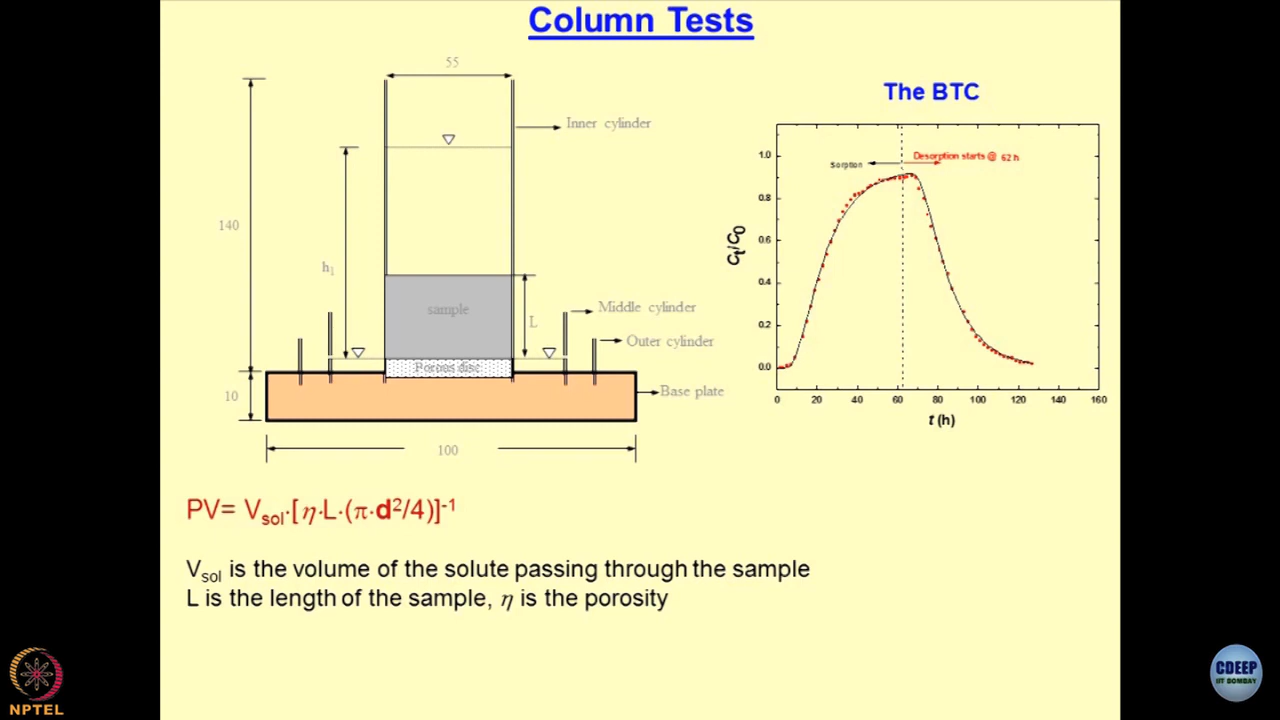 Column Tests
55
Inner cylinder
140
h1
sample
L
Middle cylinder
Outer cylinder
Porous disc
Base plate
10
100
The BTC
Sorption
Desorption starts @ 62 h
Ct/C0
1.0
0.8
0.6
0.4
0.2
0.0
0 20 40 60 80 100 120 140 160
t (h)
PV= Vsol·[η·L·(π·d²/4)]⁻¹
Vsol is the volume of the solute passing through the sample
L is the length of the sample, η is the porosity
NPTEL
CDEEP
IIT BOMBAY